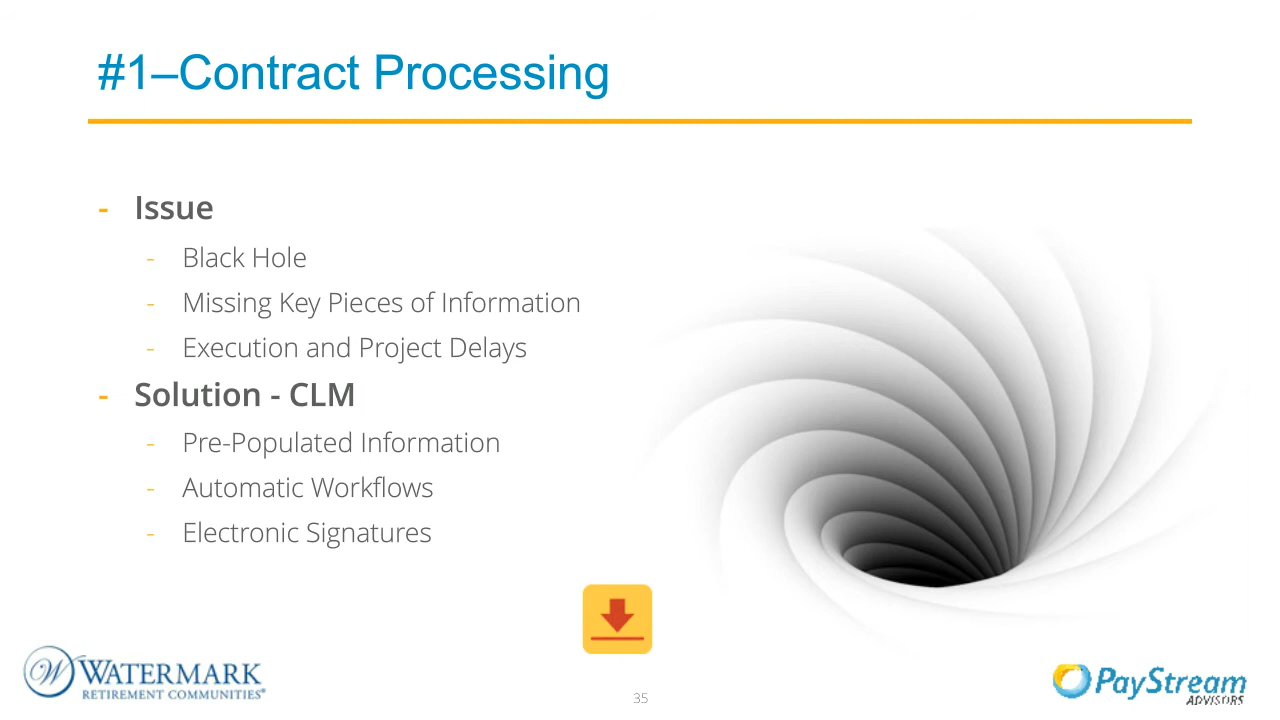 #1–Contract Processing
- Issue
- Black Hole
- Missing Key Pieces of Information
- Execution and Project Delays
- Solution - CLM
- Pre-Populated Information
- Automatic Workflows
- Electronic Signatures
W WATERMARK
RETIREMENT COMMUNITIES®
35
PayStream
ADVISORS